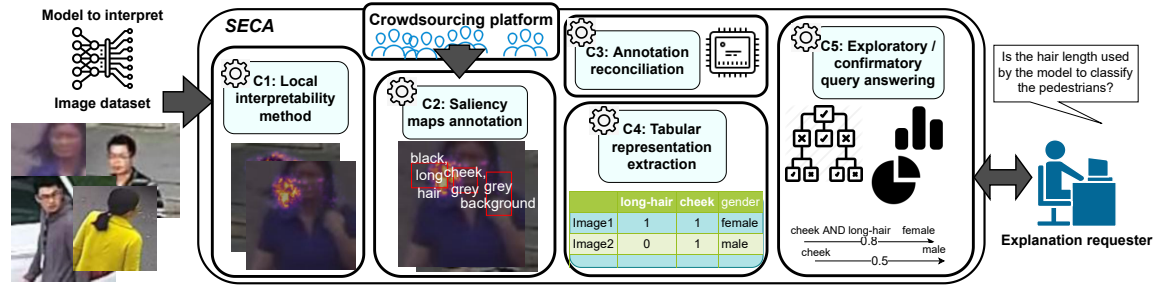 Model to interpret
Image dataset
SECA
Crowdsourcing platform
C1: Local
interpretability
method
C2: Saliency
maps annotation
black,
long
hair
cheek,
grey
grey
background
C3: Annotation
reconciliation
C4: Tabular
representation
extraction
long-hair cheek gender
Image1 1 1 female
Image2 0 1 male
C5: Exploratory /
confirmatory
query answering
cheek AND long-hair female
0.8
cheek male
0.5
Is the hair length used
by the model to classify
the pedestrians?
Explanation requester